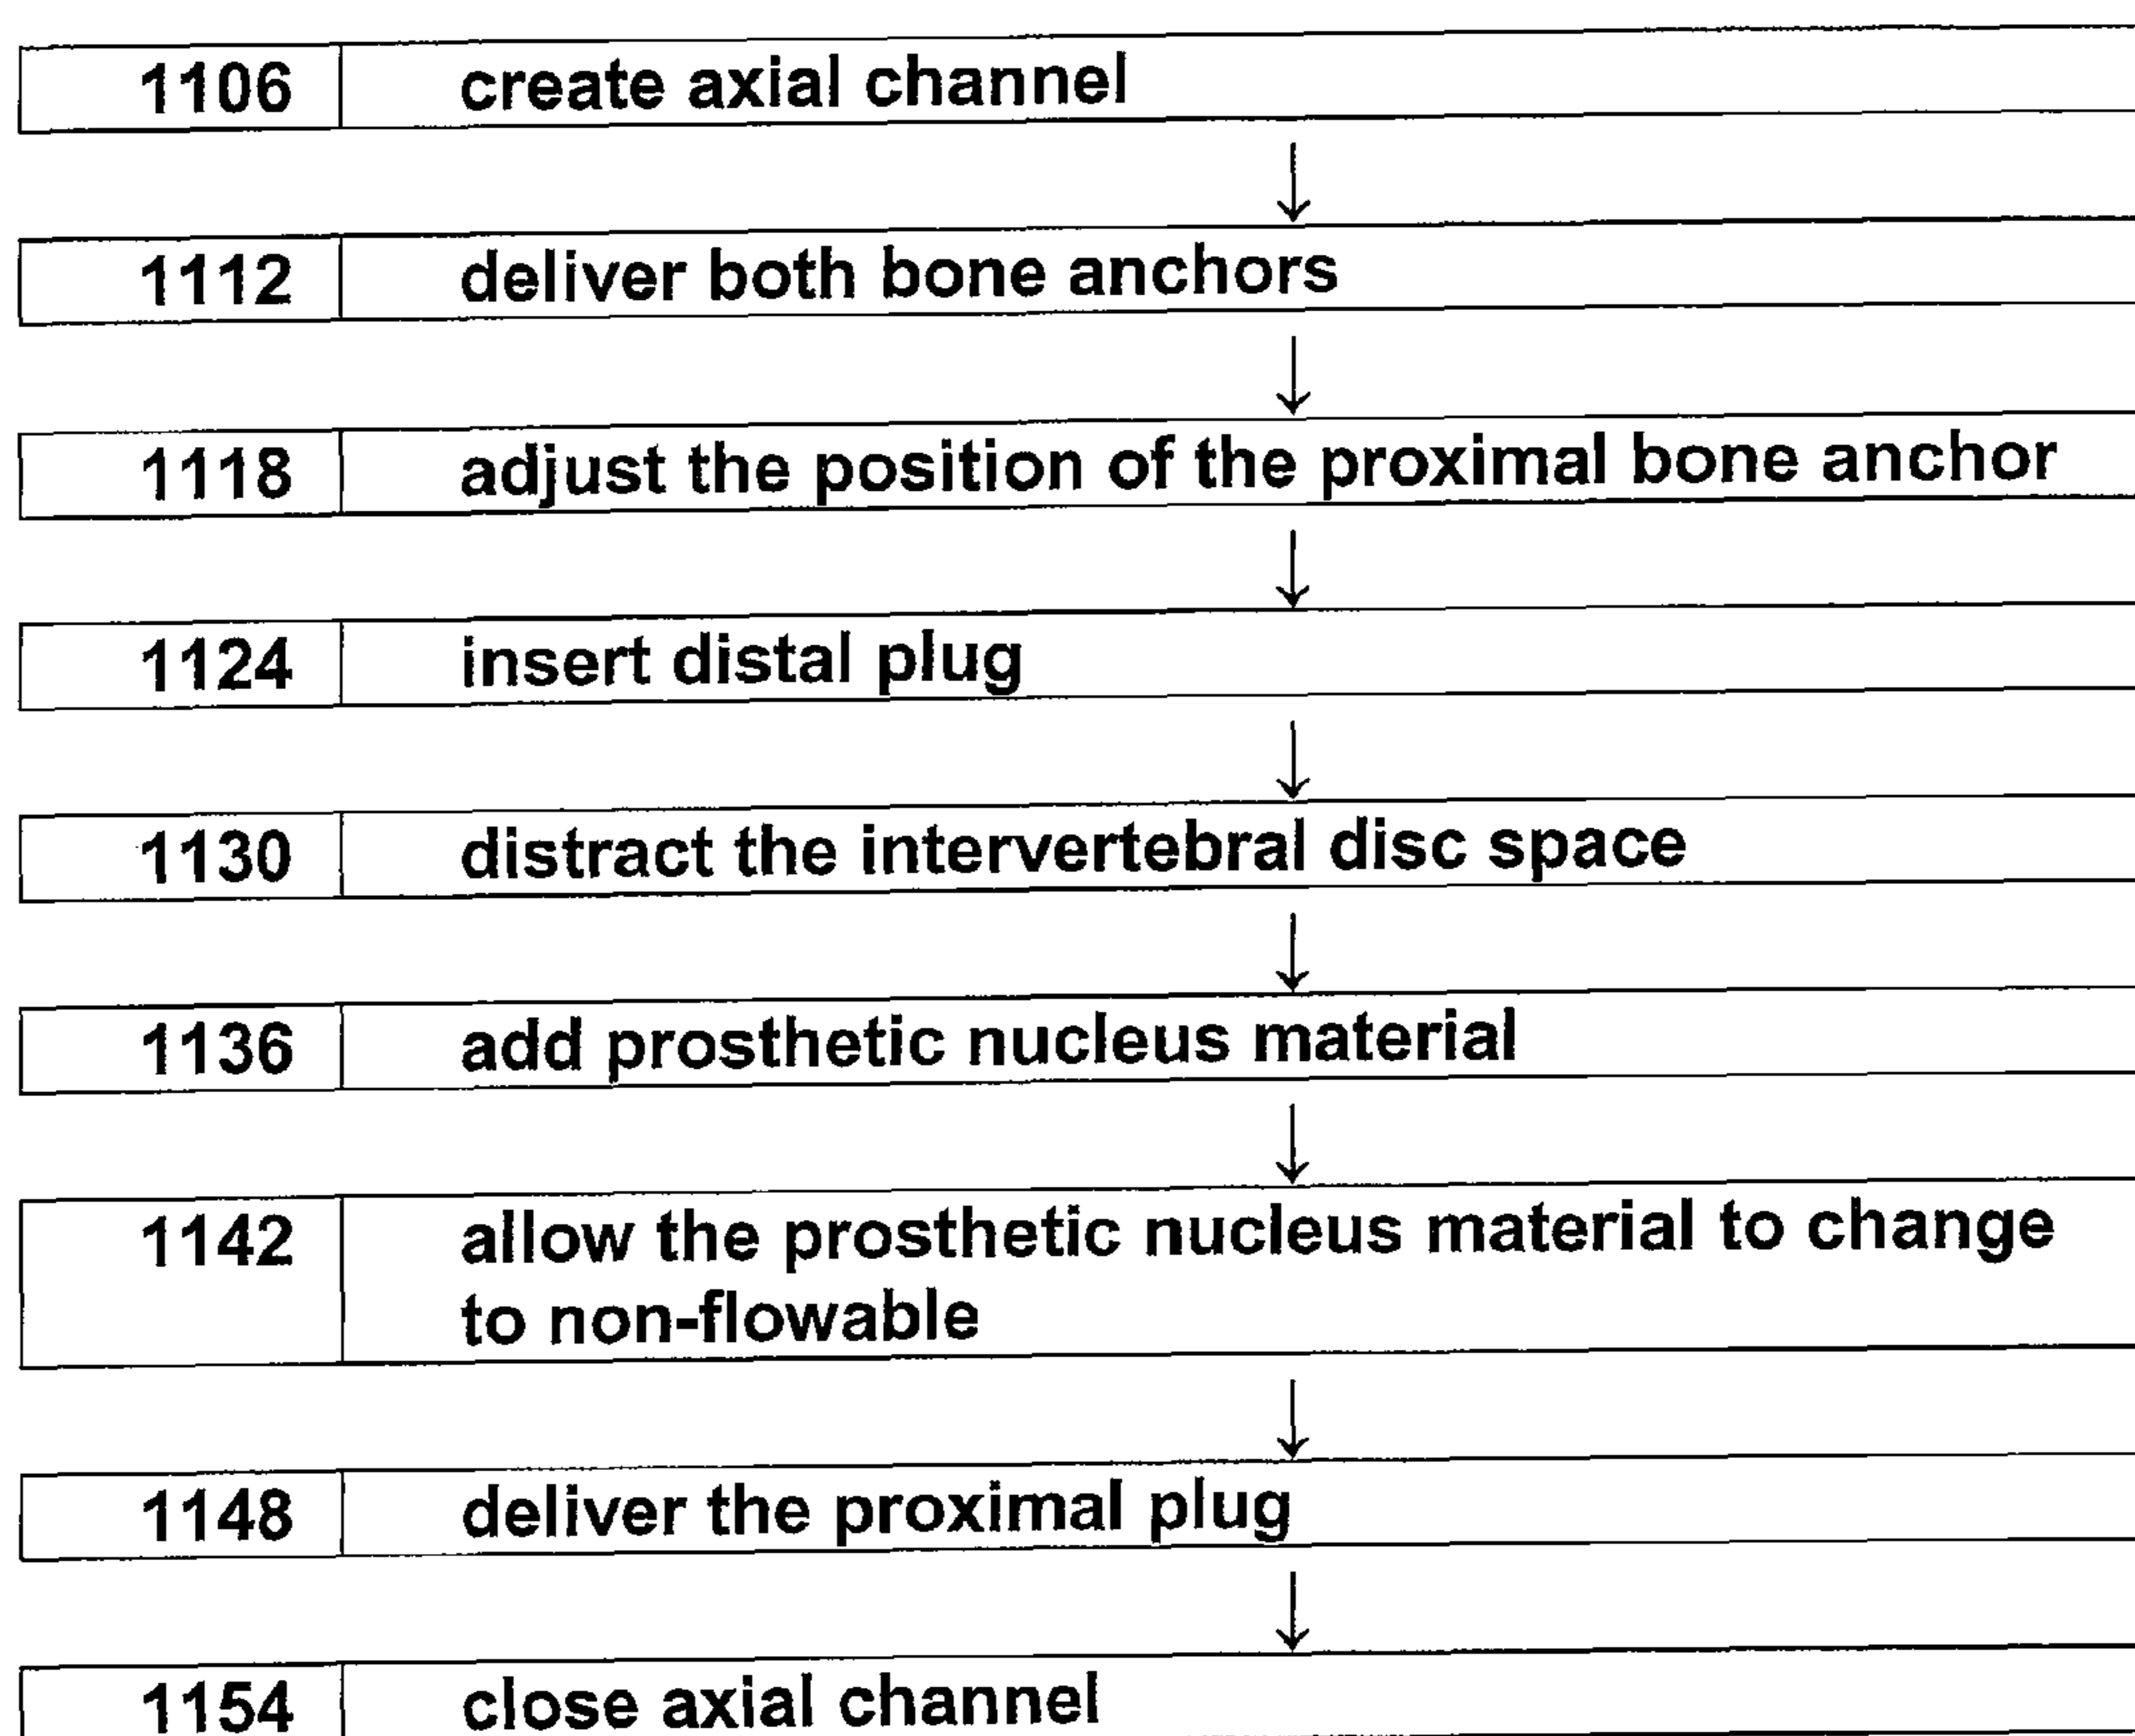 1106 create axial channel
1112 deliver both bone anchors
1118 adjust the position of the proximal bone anchor
1124 insert distal plug
1130 distract the intervertebral disc space
1136 add prosthetic nucleus material
1142 allow the prosthetic nucleus material to change
to non-flowable
1148 deliver the proximal plug
1154 close axial channel